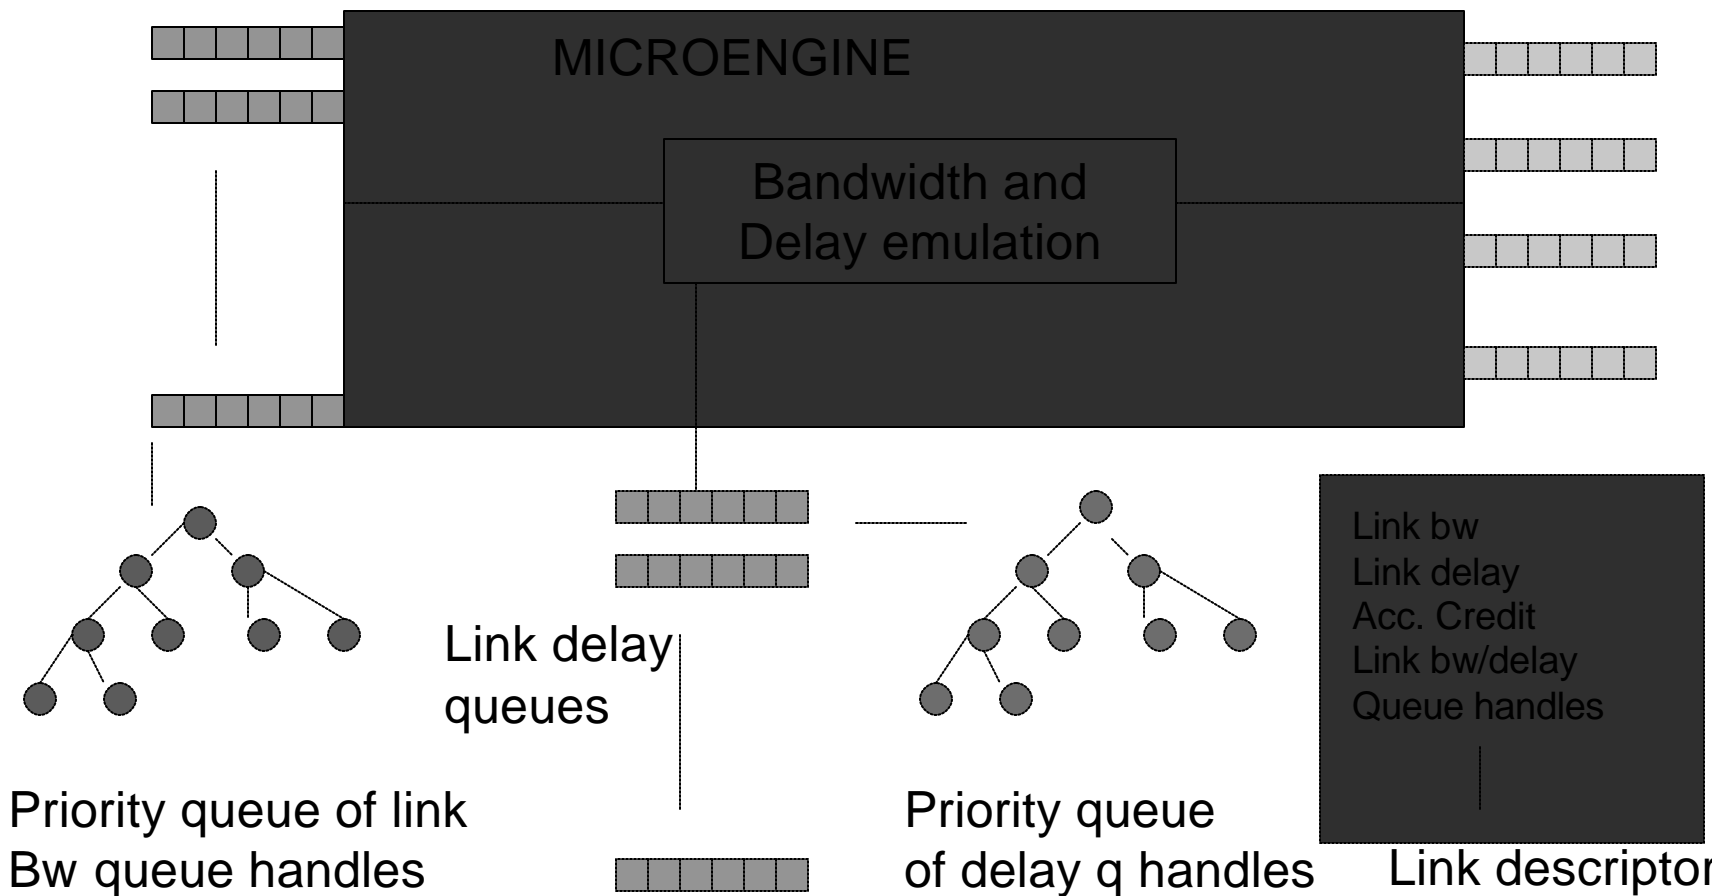 MICROENGINE
Bandwidth and
Delay emulation
Link bw
Link delay
Acc. Credit
Link bw/delay
Queue handles
Link delay
queues
Priority queue of link
Bw queue handles
Priority queue
of delay q handles
Link descriptor